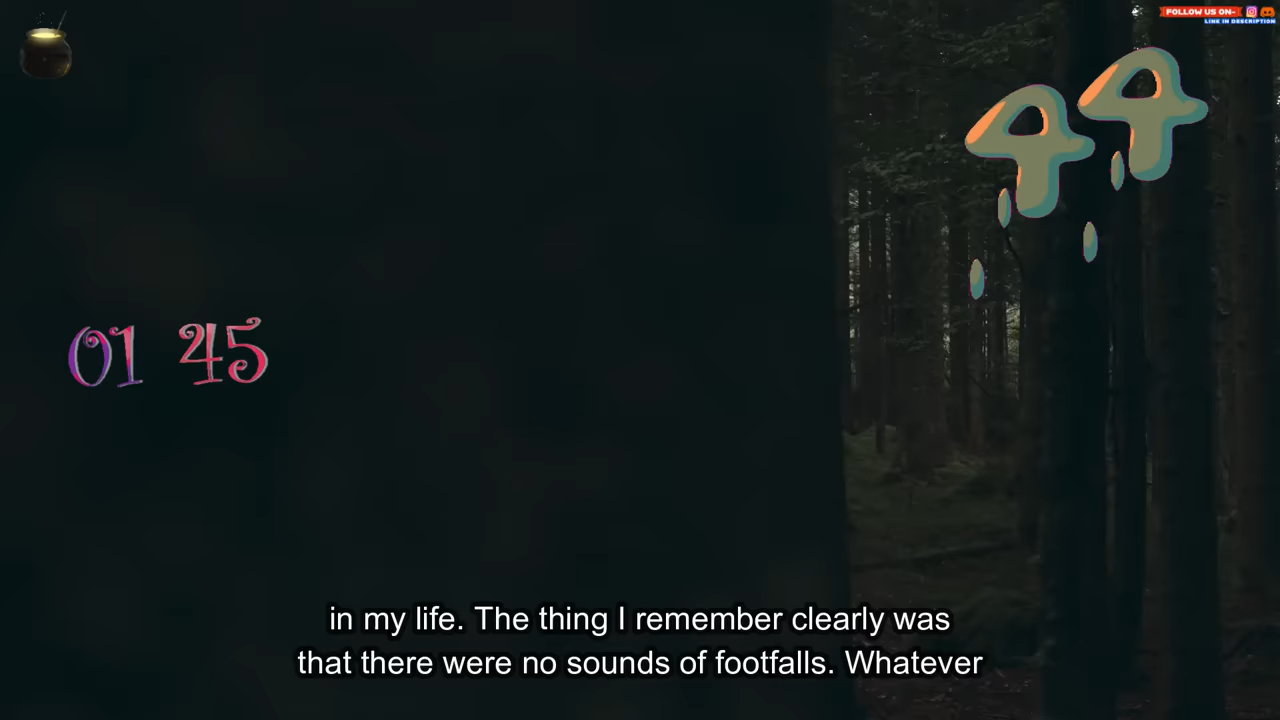 FOLLOW US ON-
LINK IN DESCRIPTION
44
01 45
in my life. The thing I remember clearly was
that there were no sounds of footfalls. Whatever